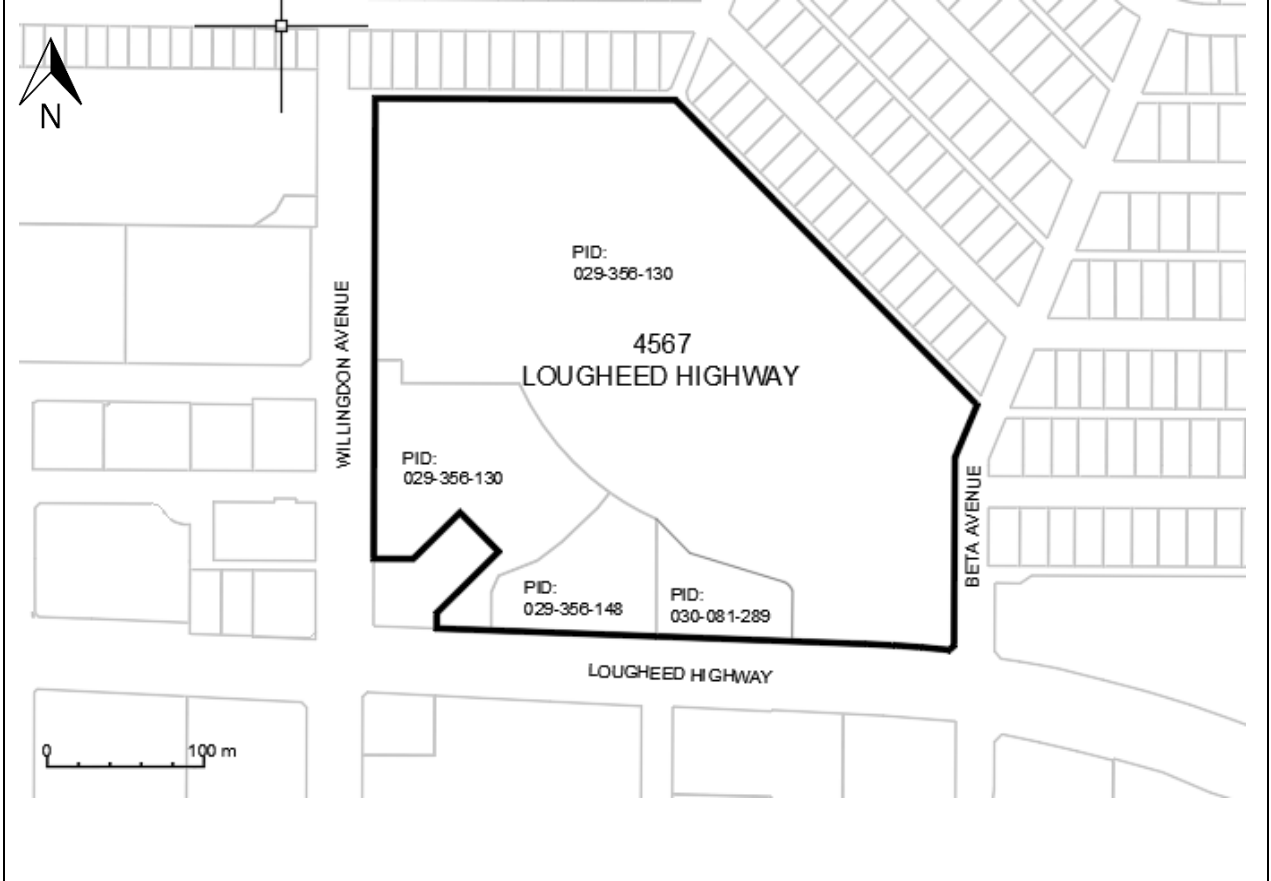 N
PID:
029-356-130
4567
LOUGHEED HIGHWAY
WILLINGDON AVENUE
PID:
029-356-130
BETA AVENUE
PID:
029-356-148
PID:
030-081-289
LOUGHEED HIGHWAY
0 100 m